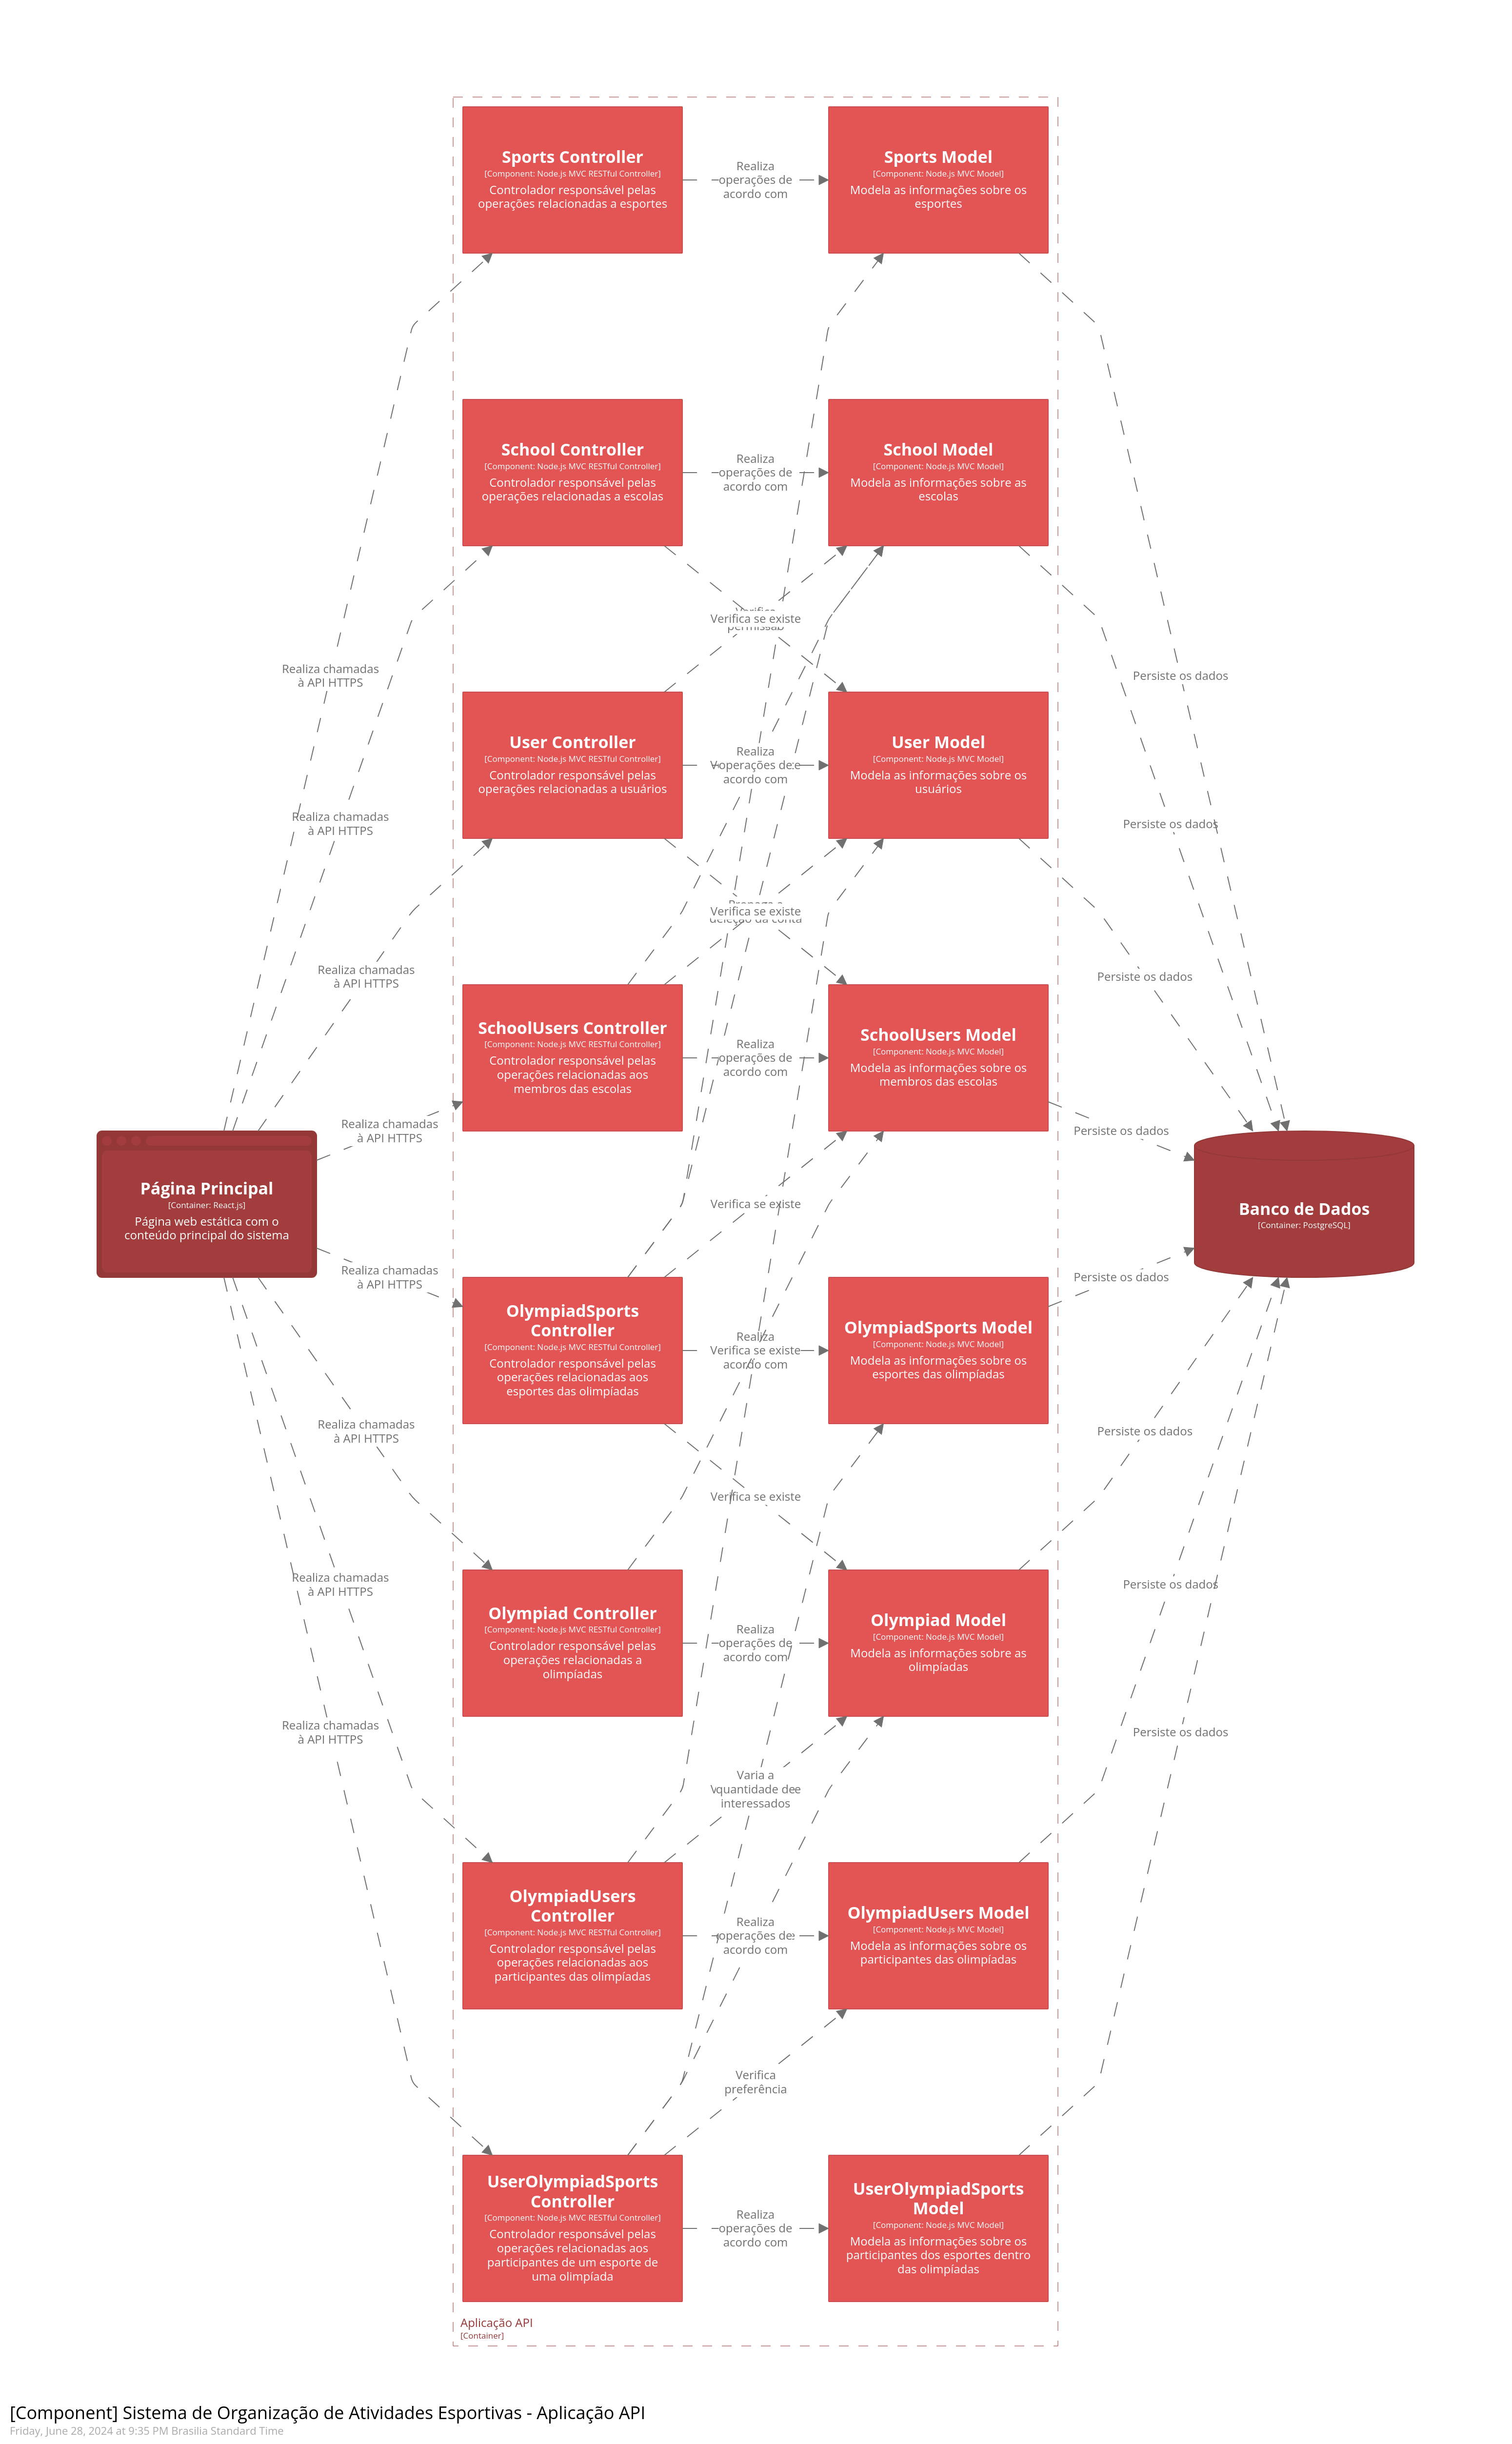 Sports Controller
[Component: Node.js MVC RESTful Controller]
Controlador responsável pelas
operações relacionadas a esportes
Realiza
operações de
acordo com
Sports Model
[Component: Node.js MVC Model]
Modela as informações sobre os
esportes
School Controller
[Component: Node.js MVC RESTful Controller]
Controlador responsável pelas
operações relacionadas a escolas
Realiza
operações de
acordo com
School Model
[Component: Node.js MVC Model]
Modela as informações sobre as
escolas
Verifica se existe
Realiza chamadas
à API HTTPS
Persiste os dados
User Controller
[Component: Node.js MVC RESTful Controller]
Controlador responsável pelas
operações relacionadas a usuários
Realiza
operações de
acordo com
User Model
[Component: Node.js MVC Model]
Modela as informações sobre os
usuários
Realiza chamadas
à API HTTPS
Persiste os dados
Verifica se existe
Realiza chamadas
à API HTTPS
Persiste os dados
SchoolUsers Controller
[Component: Node.js MVC RESTful Controller]
Controlador responsável pelas
operações relacionadas aos
membros das escolas
Realiza
operações de
acordo com
SchoolUsers Model
[Component: Node.js MVC Model]
Modela as informações sobre os
membros das escolas
Realiza chamadas
à API HTTPS
Persiste os dados
Página Principal
[Container: React.js]
Página web estática com o
conteúdo principal do sistema
Verifica se existe
Banco de Dados
[Container: PostgreSQL]
Realiza chamadas
à API HTTPS
Persiste os dados
OlympiadSports
Controller
[Component: Node.js MVC RESTful Controller]
Controlador responsável pelas
operações relacionadas aos
esportes das olimpíadas
Realiza
Verifica se existe
acordo com
OlympiadSports Model
[Component: Node.js MVC Model]
Modela as informações sobre os
esportes das olimpíadas
Realiza chamadas
à API HTTPS
Persiste os dados
Verifica se existe
Realiza chamadas
à API HTTPS
Persiste os dados
Olympiad Controller
[Component: Node.js MVC RESTful Controller]
Controlador responsável pelas
operações relacionadas a
olimpíadas
Realiza
operações de
acordo com
Olympiad Model
[Component: Node.js MVC Model]
Modela as informações sobre as
olimpíadas
Realiza chamadas
à API HTTPS
Persiste os dados
Varia a
quantidade de
interessados
OlympiadUsers
Controller
[Component: Node.js MVC RESTful Controller]
Controlador responsável pelas
operações relacionadas aos
participantes das olimpíadas
Realiza
operações de
acordo com
OlympiadUsers Model
[Component: Node.js MVC Model]
Modela as informações sobre os
participantes das olimpíadas
Verifica
preferência
UserOlympiadSports
Controller
[Component: Node.js MVC RESTful Controller]
Controlador responsável pelas
operações relacionadas aos
participantes de um esporte de
uma olimpíada
Realiza
operações de
acordo com
UserOlympiadSports
Model
[Component: Node.js MVC Model]
Modela as informações sobre os
participantes dos esportes dentro
das olimpíadas
Aplicação API
[Container]
[Component] Sistema de Organização de Atividades Esportivas - Aplicação API
Friday, June 28, 2024 at 9:35 PM Brasilia Standard Time